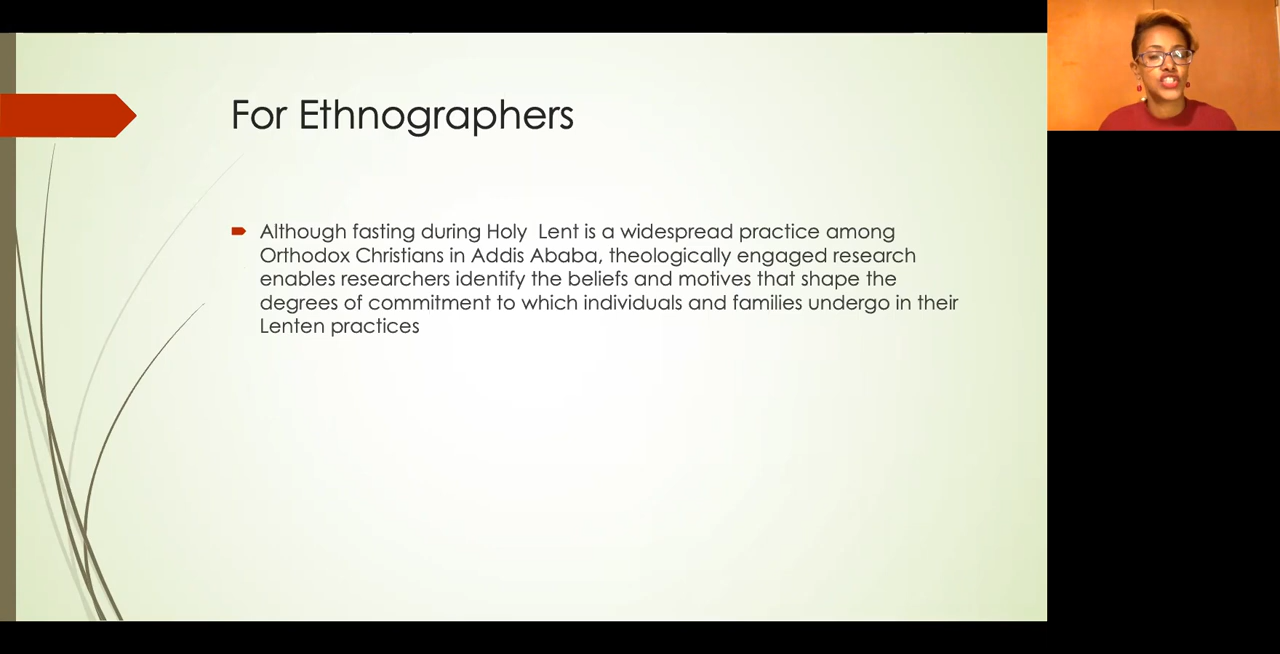 For Ethnographers
Although fasting during Holy  Lent is a widespread practice among
Orthodox Christians in Addis Ababa, theologically engaged research
enables researchers identify the beliefs and motives that shape the
degrees of commitment to which individuals and families undergo in their
Lenten practices